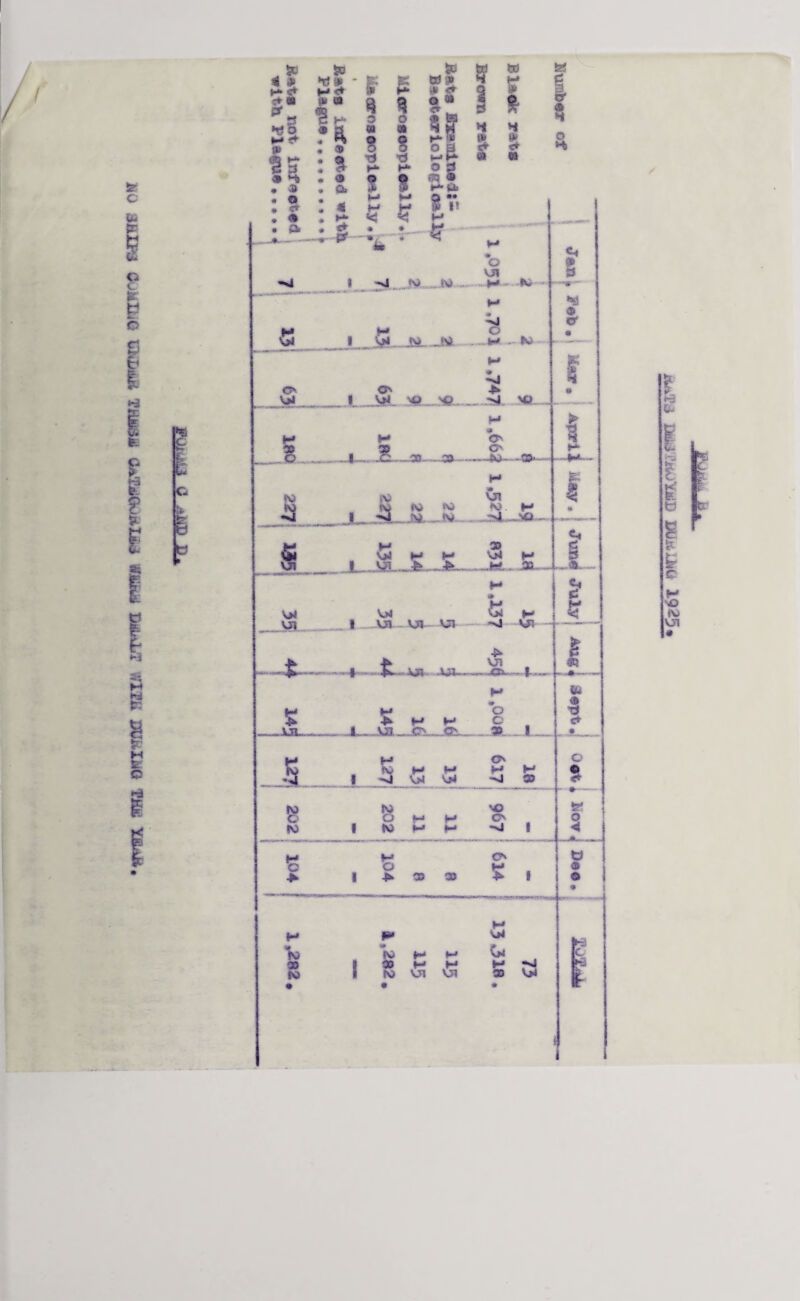 FORM B.
RATS DESTROYED DURING 1925.
Number of Jan. Feb. Mar. April May. June July. Aug. Sept. Oct. Nov. Dec. TOTAL
Black rats 2 2 9 8 19 18 15 - - 18 - - 73
Brown rats 1,051 1,701 1,747 1,662 1,527 831 1,137 456 1,008 617 967 614 13,318.
Rats Examined:-
Bacteriologically 2 2 9 8 22 14 5 5 16 13 11 8 115
Microscopically.. 2 2 9 8 22 14 5 5 16 13 11 8 115
Macroscopically.. 7 13 63 180 227 135 35 44 145 127 202 104 1,282.
Rats infected with
Plague........ - - - - - - - - - - - - -
Rats not infected
with Plague..... 7 13 63 180 227 135 35 44 145 127 202 104 1,282.
FORMS C AND D.
NO SHIPS COMING UNDER THESE CATEGORIES WERE DEALT WITH DURING THE YEAR.